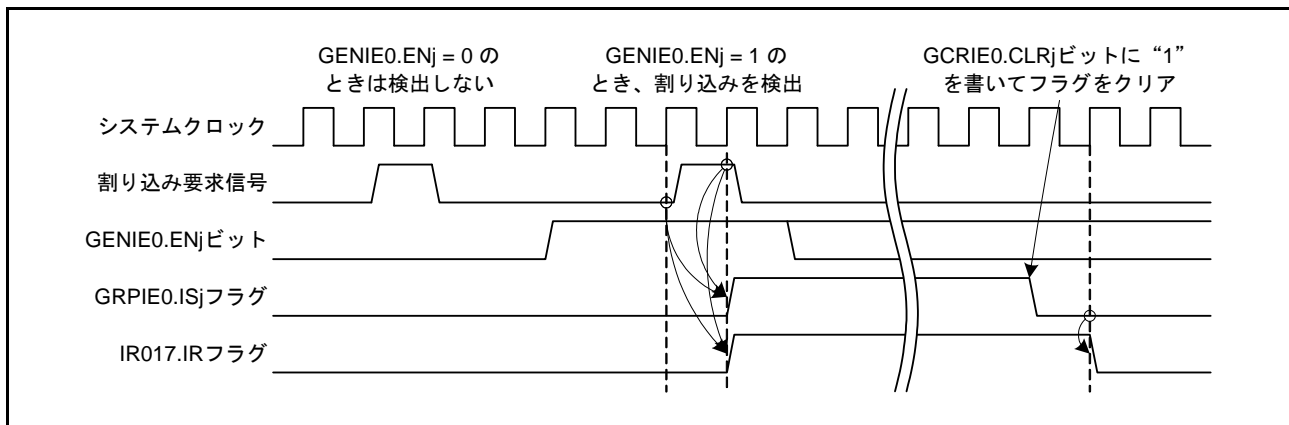 GENIE0.ENj = 0 の
ときは検出しない
GENIE0.ENj = 1 の
とき、割り込みを検出
GCRIE0.CLRjビットに“1”
を書いてフラグをクリア
システムクロック
割り込み要求信号
GENIE0.ENjビット
GRPIE0.ISjフラグ
IR017.IRフラグ